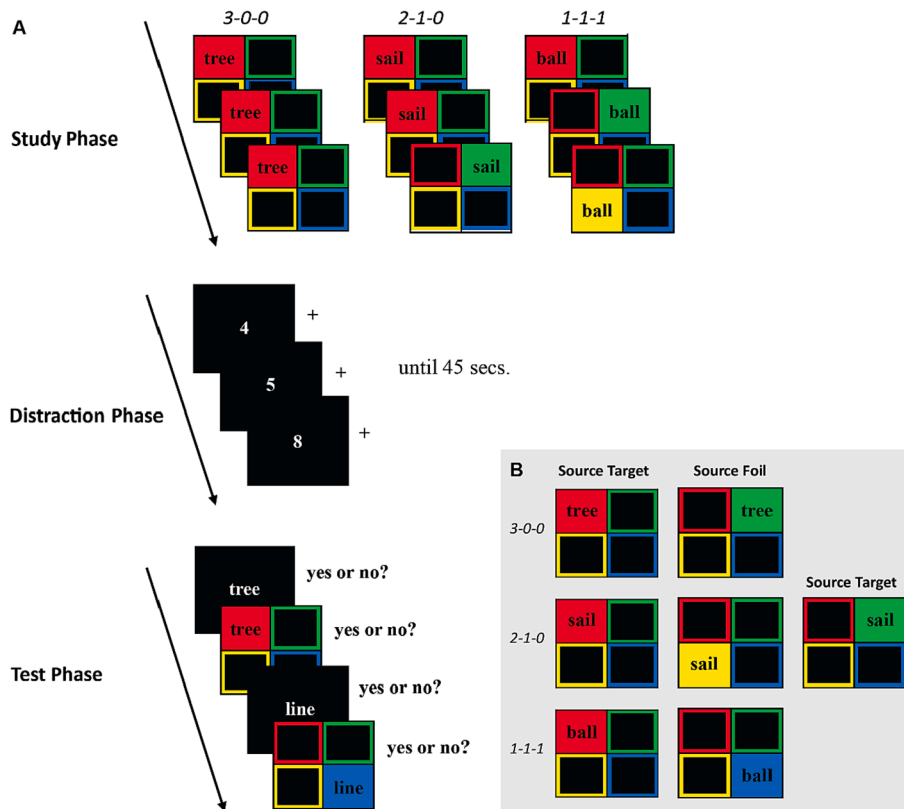 A
3-0-0
2-1-0
1-1-1
tree
sail
ball
tree
sail
ball
Study Phase
tree
sail
ball
4
+
5
+
until 45 secs.
Distraction Phase
8
+
tree
yes or no?
tree
yes or no?
Test Phase
line
yes or no?
line
yes or no?
B
Source Target
Source Foil
3-0-0
tree
tree
Source Target
2-1-0
sail
sail
sail
1-1-1
ball
ball